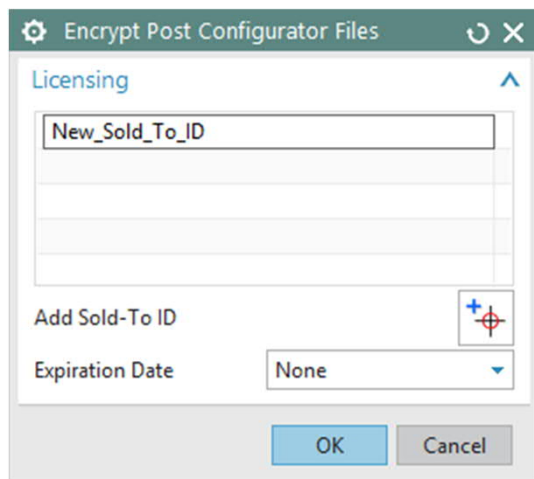 Encrypt Post Configurator Files
Licensing
New_Sold_To_ID
Add Sold-To ID
Expiration Date None
OK Cancel